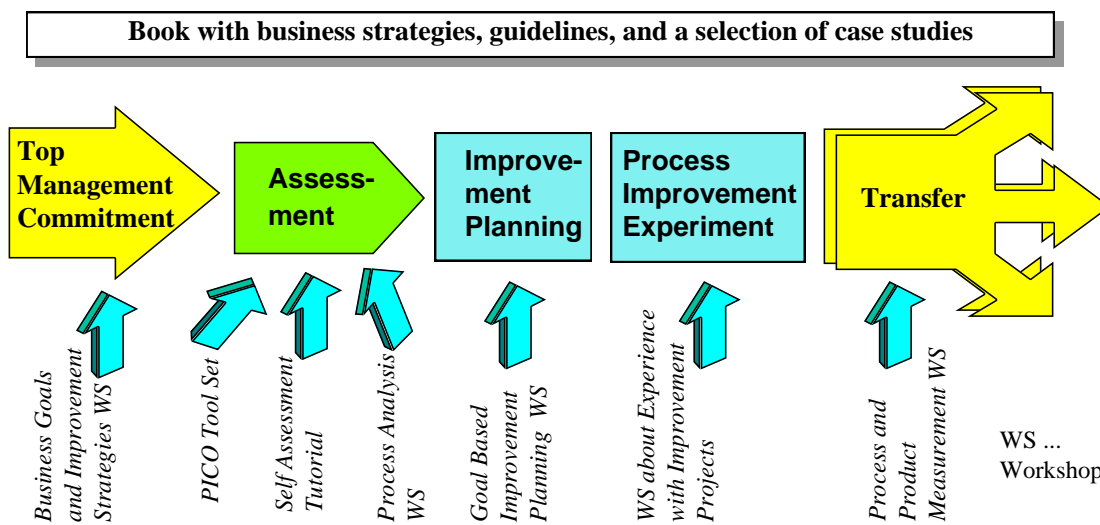 Book with business strategies, guidelines, and a selection of case studies
Top
Management
Commitment
Assess-
ment
Improve-
ment
Planning
Process
Improvement
Experiment
Transfer
Business Goals
and Improvement
Strategies WS
PICO Tool Set
Self Assessment
Tutorial
Process Analysis
WS
Goal Based
Improvement
Planning WS
WS about Experience
with Improvement
Projects
Process and
Product
Measurement WS
WS ...
Workshop